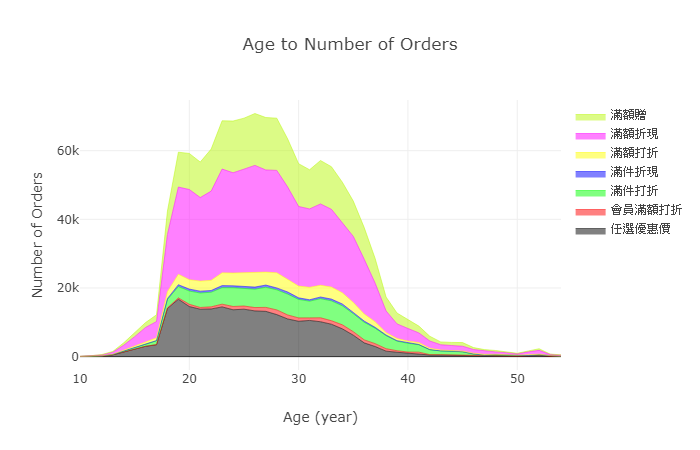 Age to Number of Orders
滿額贈
滿額折現
滿額打折
滿件折現
滿件打折
會員滿額打折
任選優惠價
Number of Orders
60k
40k
20k
0
10
20
30
40
50
Age (year)